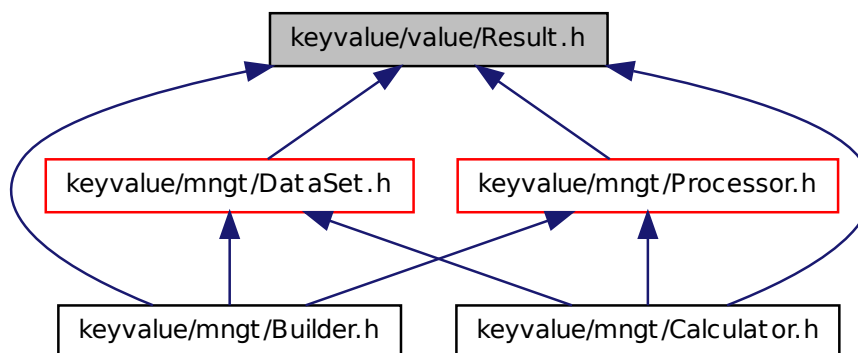 keyvalue/value/Result.h
keyvalue/mngt/DataSet.h
keyvalue/mngt/Processor.h
keyvalue/mngt/Builder.h
keyvalue/mngt/Calculator.h